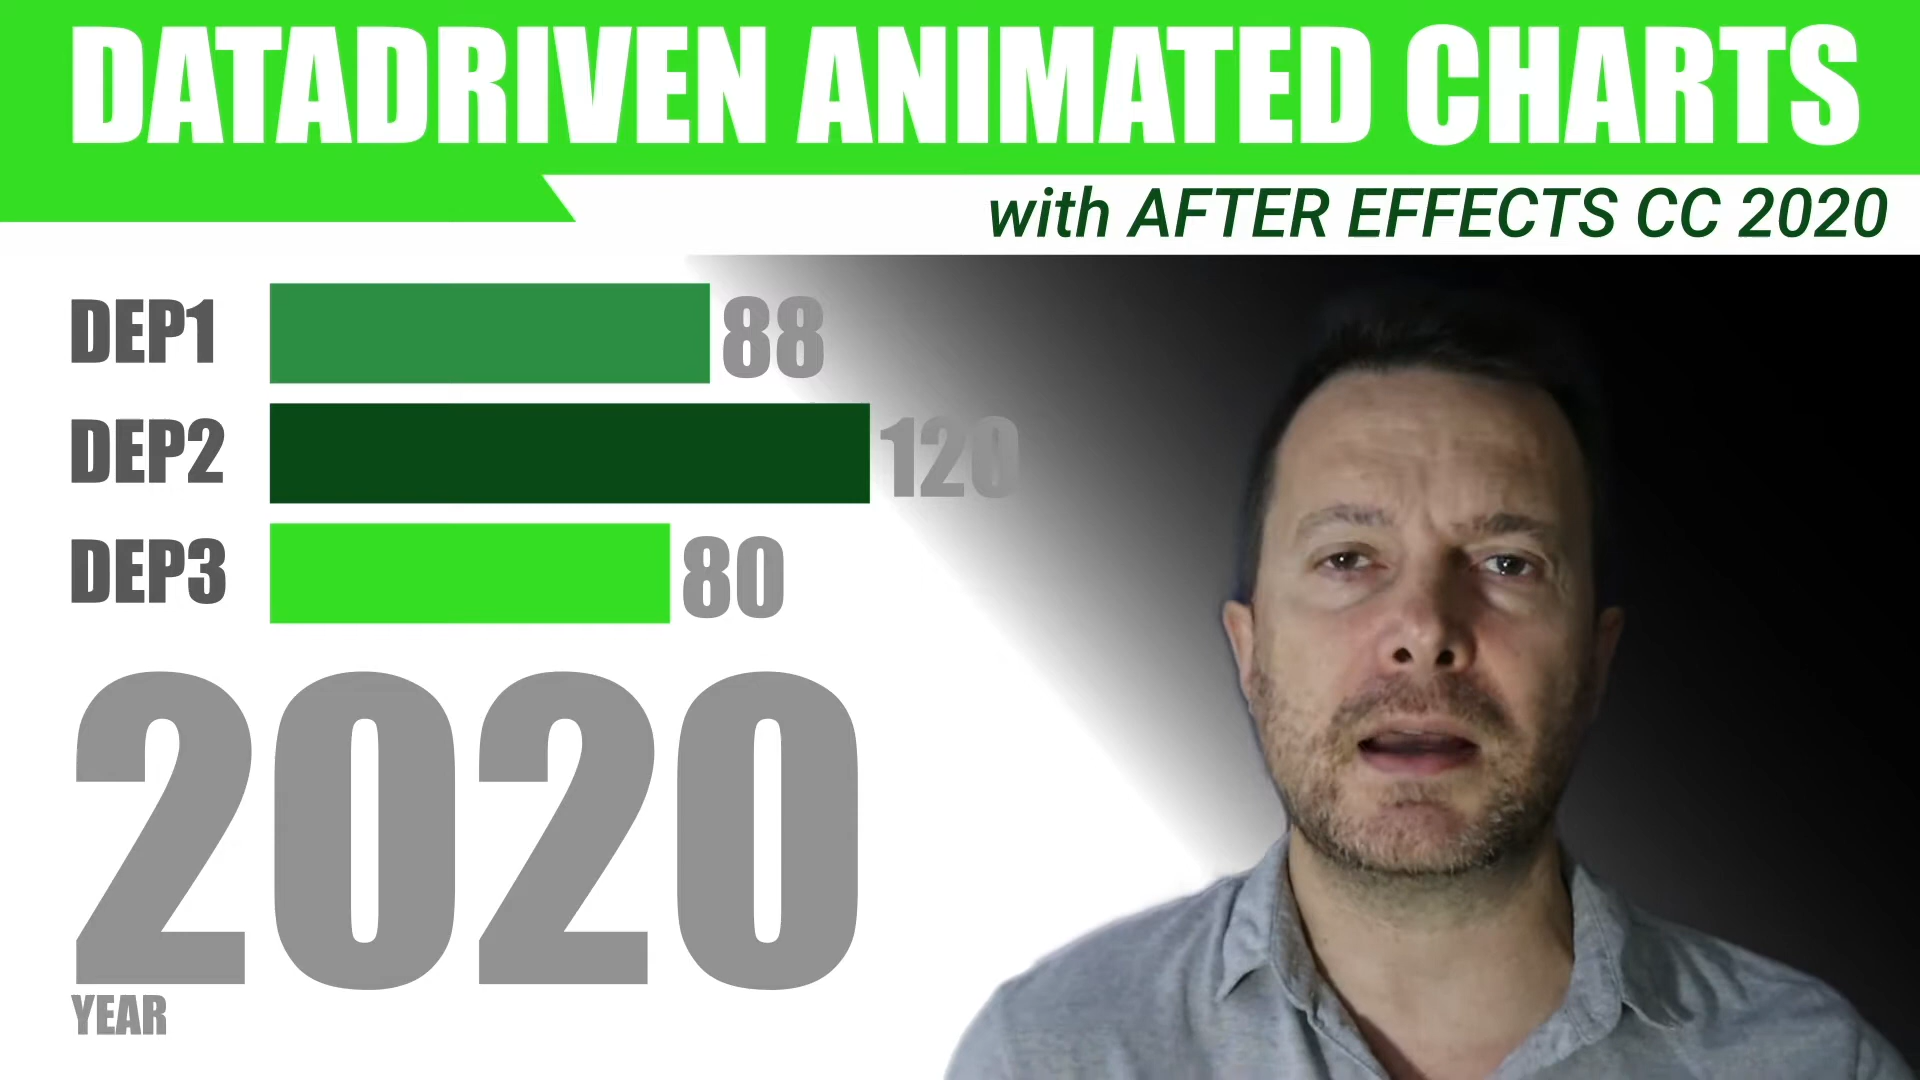 DATADRIVEN ANIMATED CHARTS
with AFTER EFFECTS CC 2020
DEP1 88
DEP2 120
DEP3 80
2020
YEAR